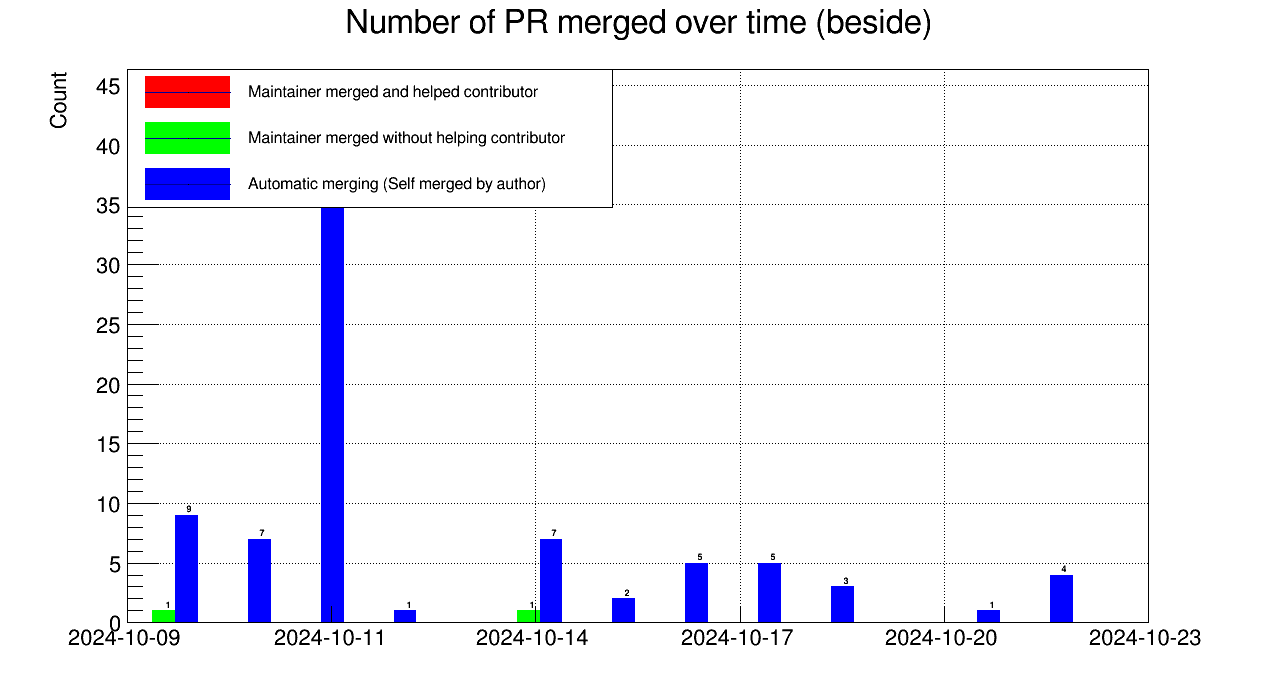 Number of PR merged over time (beside)
Count
Maintainer merged and helped contributor
Maintainer merged without helping contributor
Automatic merging (Self merged by author)
45
40
35
30
25
20
15
10
5
0
1 9 7 1 1 7 2 5 5 3 1 4
2024-10-09 2024-10-11 2024-10-14 2024-10-17 2024-10-20 2024-10-23